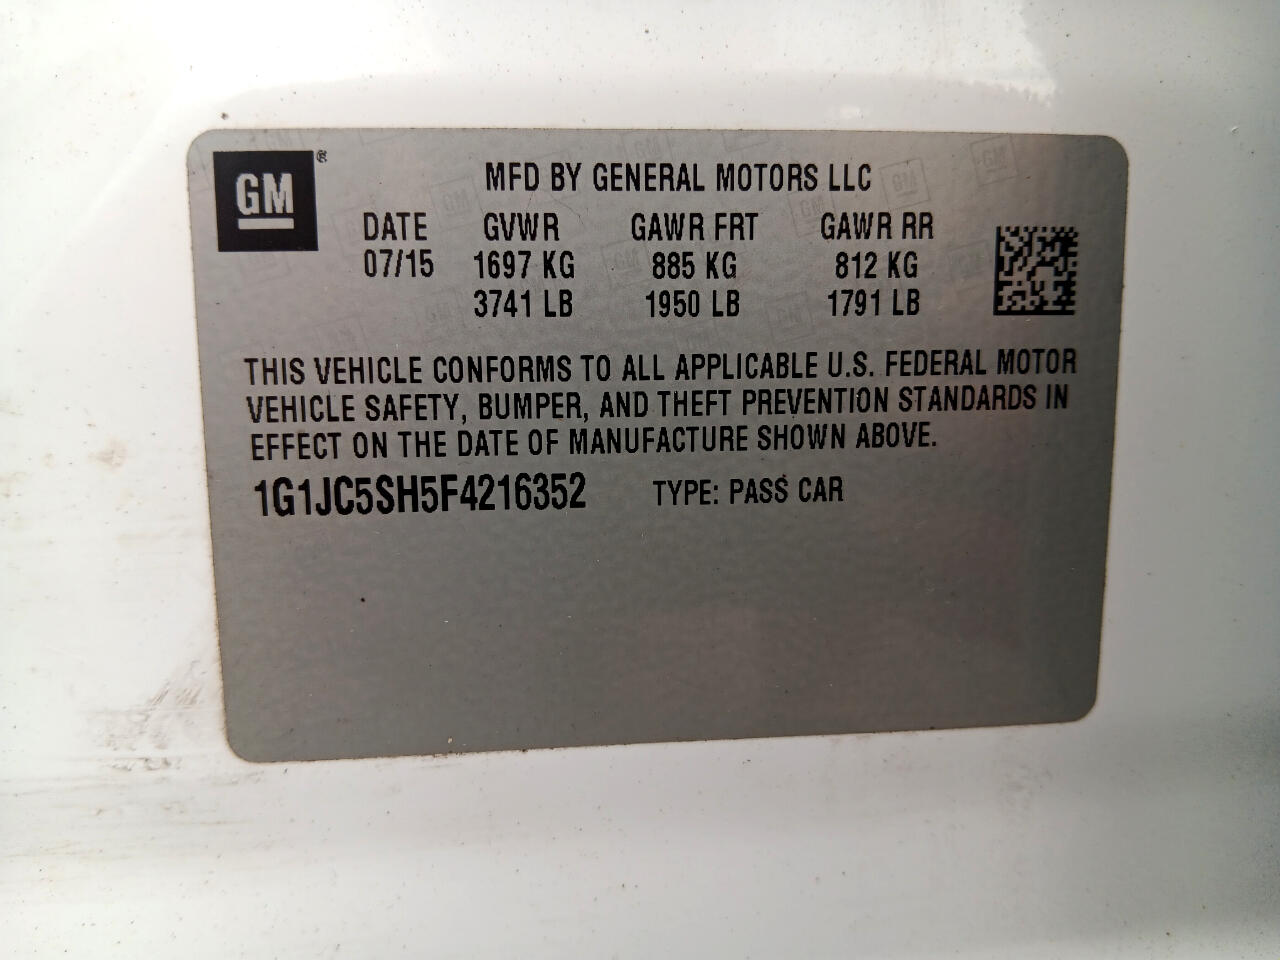 GM®
MFD BY GENERAL MOTORS LLC
DATE GVWR GAWR FRT GAWR RR
07/15 1697 KG 885 KG 812 KG
3741 LB 1950 LB 1791 LB
THIS VEHICLE CONFORMS TO ALL APPLICABLE U.S. FEDERAL MOTOR
VEHICLE SAFETY, BUMPER, AND THEFT PREVENTION STANDARDS IN
EFFECT ON THE DATE OF MANUFACTURE SHOWN ABOVE.
1G1JC5SH5F4216352 TYPE: PASS CAR